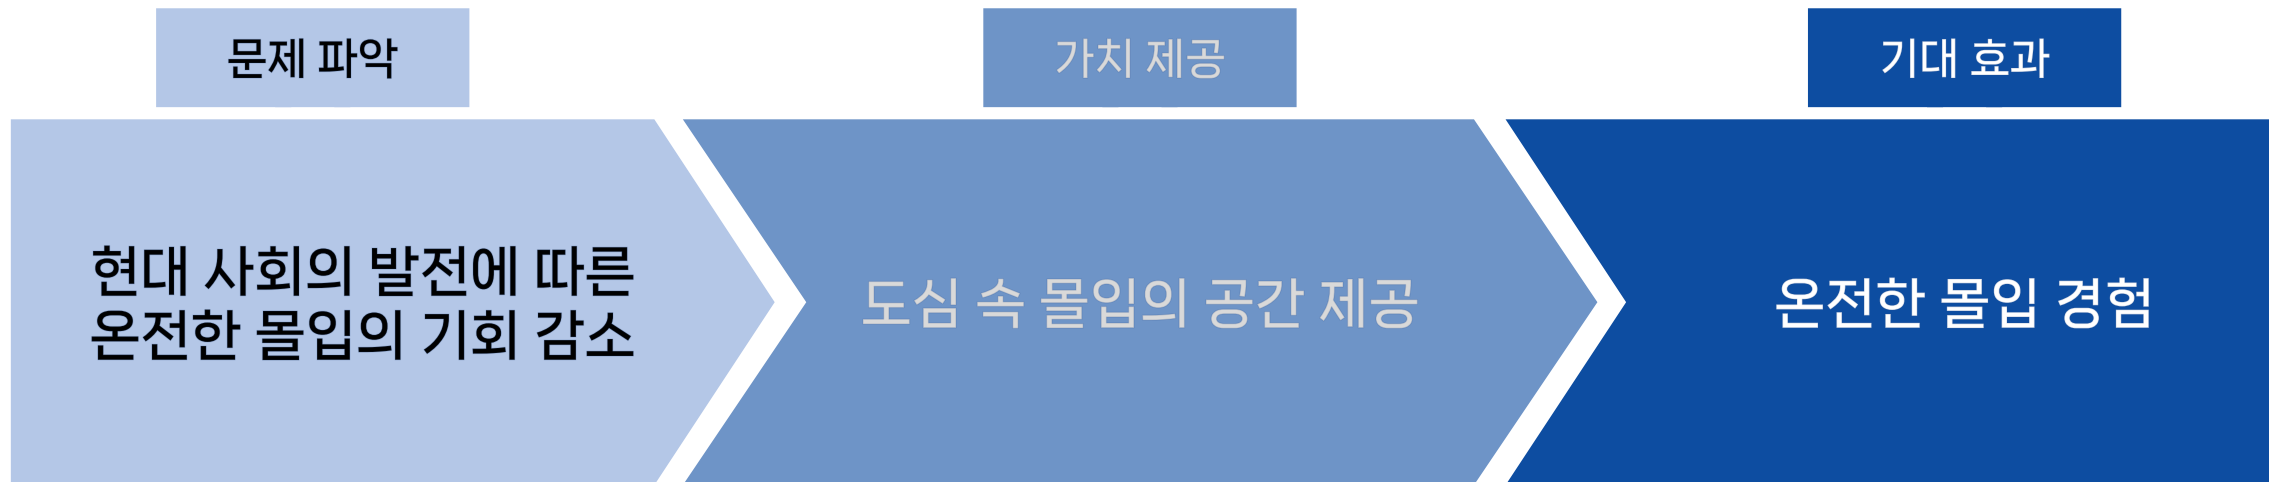 문제 파악
가치 제공
기대 효과
현대 사회의 발전에 따른
온전한 몰입의 기회 감소
도심 속 몰입의 공간 제공
온전한 몰입 경험